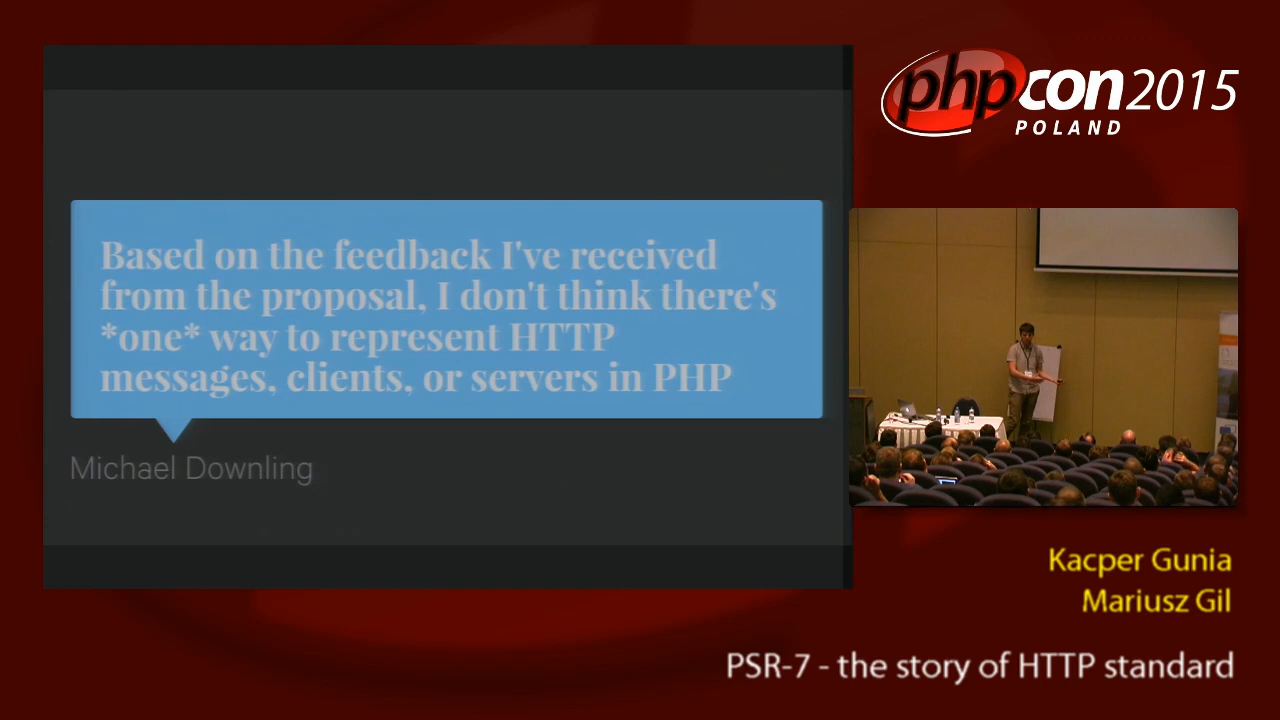 phpcon2015
POLAND
Based on the feedback I've received
from the proposal, I don't think there's
*one* way to represent HTTP
messages, clients, or servers in PHP
Michael Downling
Kacper Gunia
Mariusz Gil
PSR-7 - the story of HTTP standard